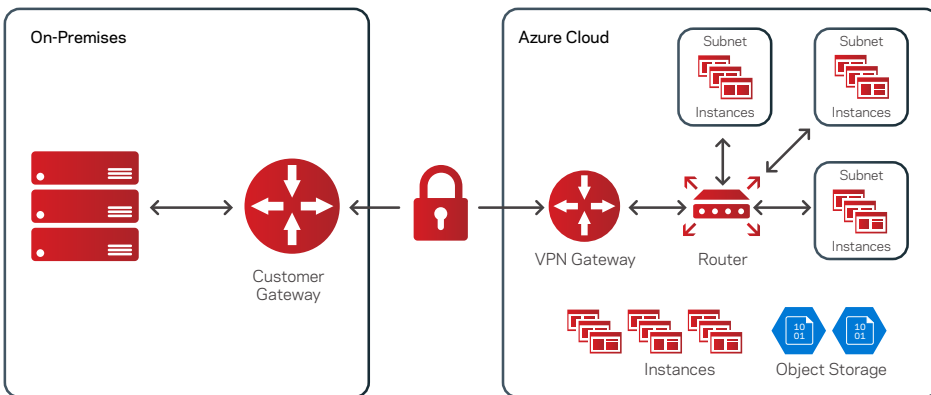 On-Premises
Customer
Gateway
Azure Cloud
Subnet
Instances
Subnet
Instances
Subnet
Instances
VPN Gateway
Router
Instances
10
01
10
01
Object Storage